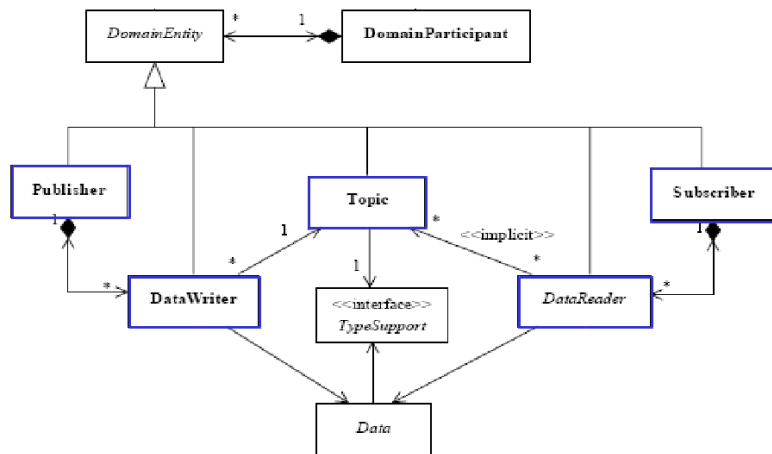 * 1
DomainEntity
DomainParticipant
Publisher
Topic
Subscriber
1
1
*
1
<<implicit>>
1
*
*
*
*
DataWriter
<<interface>>
TypeSupport
DataReader
Data